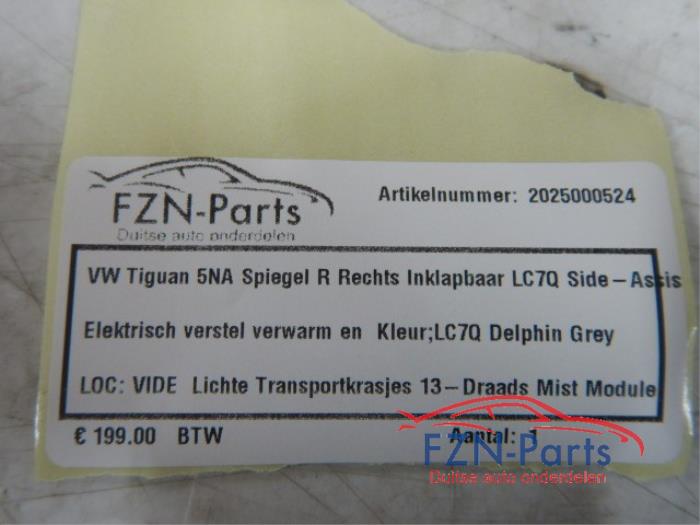 FZN-Parts
Duitse auto onderdelen
Artikelnummer: 2025000524
VW Tiguan 5NA Spiegel R Rechts Inklapbaar LC7Q Side-Assis
Elektrisch verstel verwarm en Kleur;LC7Q Delphin Grey
LOC: VIDE Lichte Transportkrasjes 13-Draads Mist Module
€ 199.00 BTW
Aantal: 1
FZN-Parts
Duitse auto onderdelen